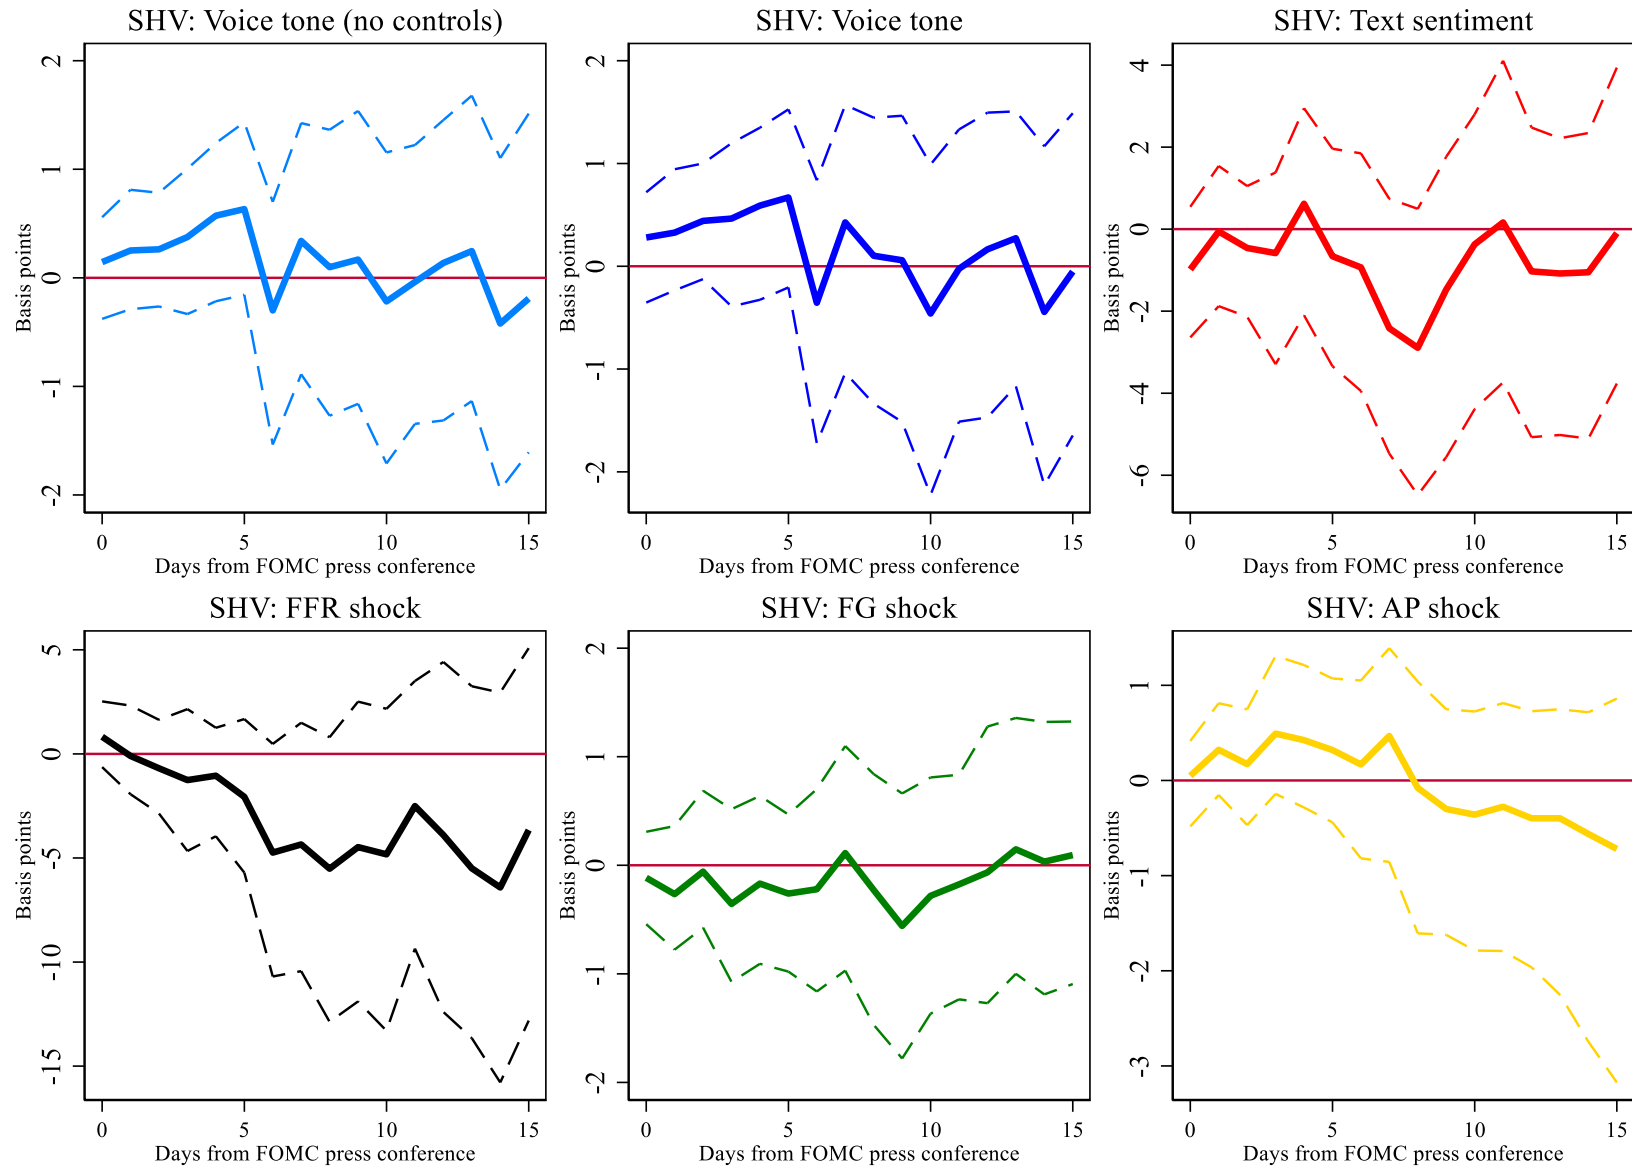 SHV: Voice tone (no controls)
Basis points
2
1
0
-1
-2
0 5 10 15
Days from FOMC press conference
SHV: Voice tone
Basis points
2
1
0
-1
-2
0 5 10 15
Days from FOMC press conference
SHV: Text sentiment
Basis points
4
2
0
-2
-4
-6
0 5 10 15
Days from FOMC press conference
SHV: FFR shock
Basis points
5
0
-5
-10
-15
0 5 10 15
Days from FOMC press conference
SHV: FG shock
Basis points
2
1
0
-1
-2
0 5 10 15
Days from FOMC press conference
SHV: AP shock
Basis points
1
0
-1
-2
-3
0 5 10 15
Days from FOMC press conference